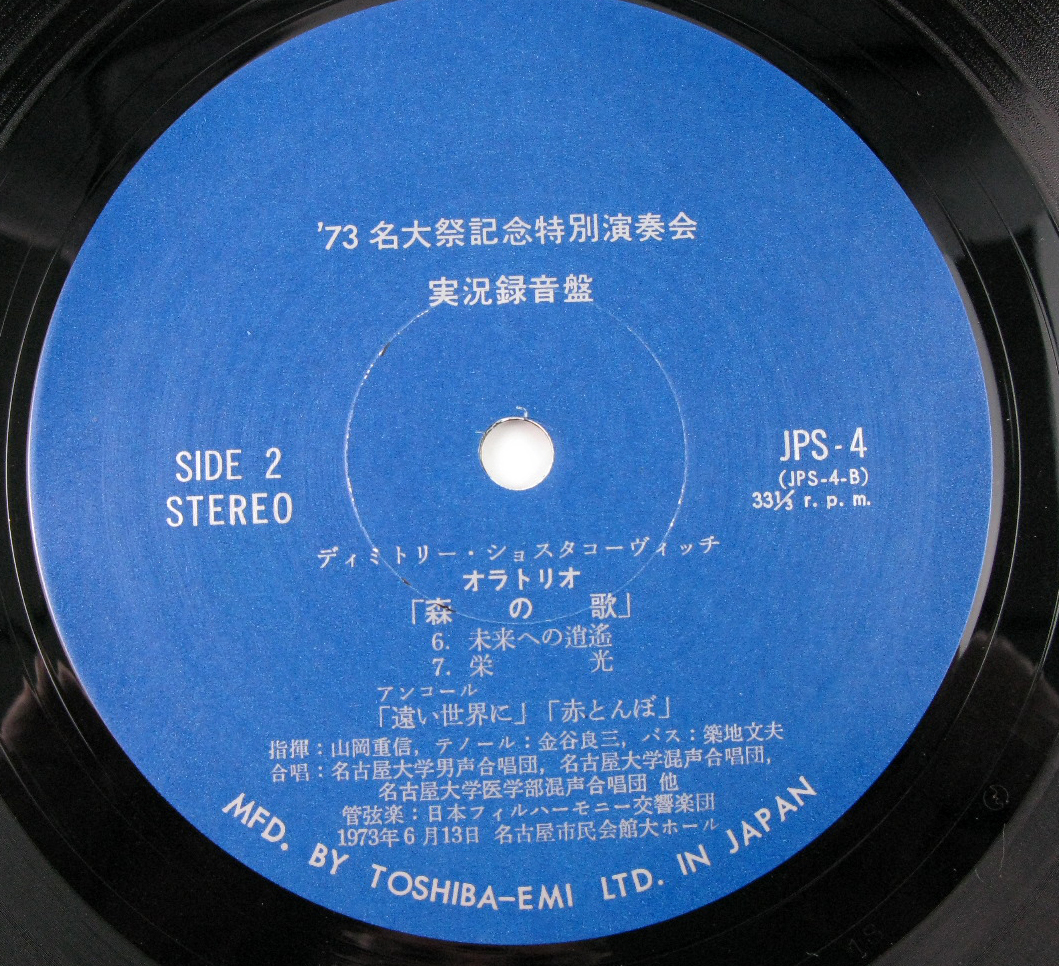 '73 名大祭記念特別演奏会
実況録音盤
SIDE 2
STEREO
JPS-4
(JPS-4-B)
33⅓ r. p. m.
ディミトリー・ショスタコーヴィッチ
オラトリオ
「森の歌」
6. 未来への逍遙
7. 栄光
アンコール
「遠い世界に」「赤とんぼ」
指揮：山岡重信, テノール：金谷良三, バス：築地文夫
合唱：名古屋大学男声合唱団, 名古屋大学混声合唱団,
名古屋大学医学部混声合唱団 他
管弦楽：日本フィルハーモニー交響楽団
1973年6月13日 名古屋市民会館大ホール
MFD. BY TOSHIBA-EMI LTD. IN JAPAN